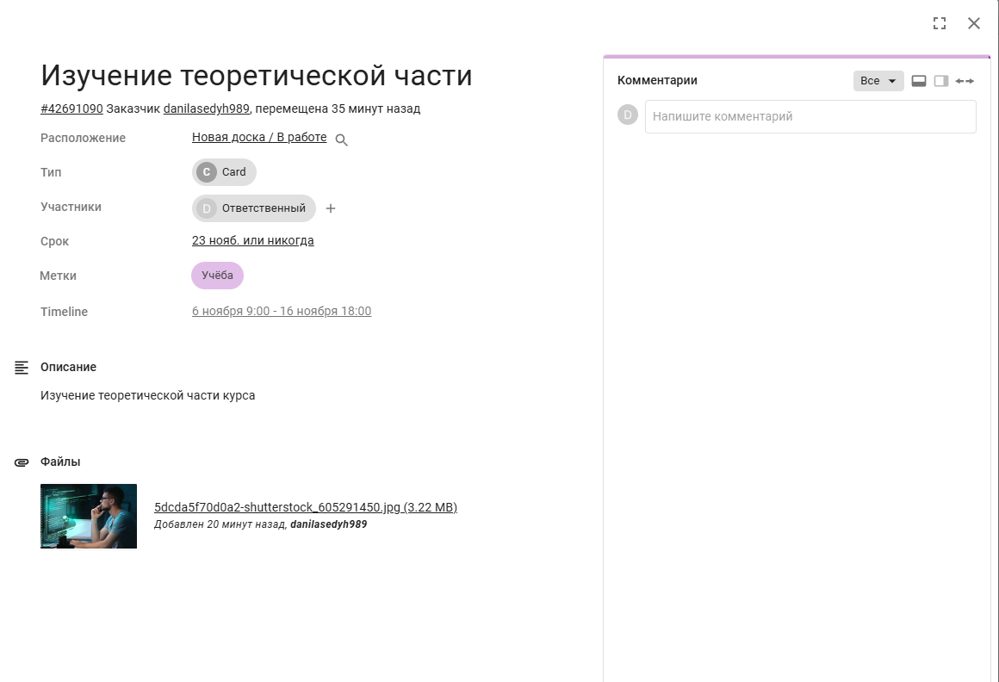 Изучение теоретической части
#42691090 Заказчик danilasedyh989, перемещена 35 минут назад
Расположение Новая доска / В работе
Тип C Card
Участники D Ответственный +
Срок 23 нояб. или никогда
Метки Учёба
Timeline 6 ноября 9:00 - 16 ноября 18:00
Описание
Изучение теоретической части курса
Файлы
5dcda5f70d0a2-shutterstock_605291450.jpg (3.22 MB)
Добавлен 20 минут назад, danilasedyh989
Комментарии Все
D Напишите комментарий